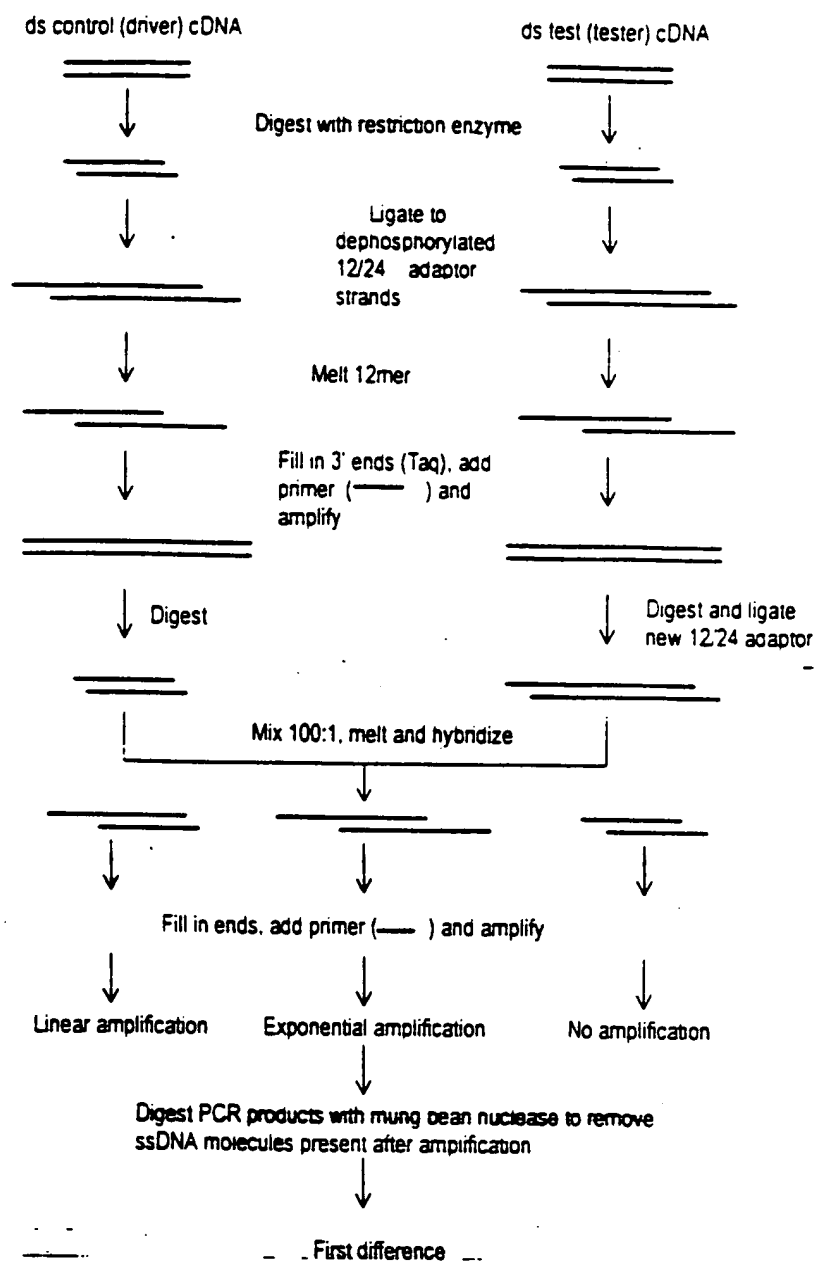 ds control (driver) cDNA
ds test (tester) cDNA
Digest with restriction enzyme
Ligate to
dephosphorylated
12/24 adaptor
strands
Melt 12mer
Fill in 3' ends (Taq), add
primer ( ) and
amplify
Digest
Digest and ligate
new 12/24 adaptor
Mix 100:1, melt and hybridize
Fill in ends, add primer ( ) and amplify
Linear amplification
Exponential amplification
No amplification
Digest PCR products with mung bean nuclease to remove
ssDNA molecules present after amplification
First difference